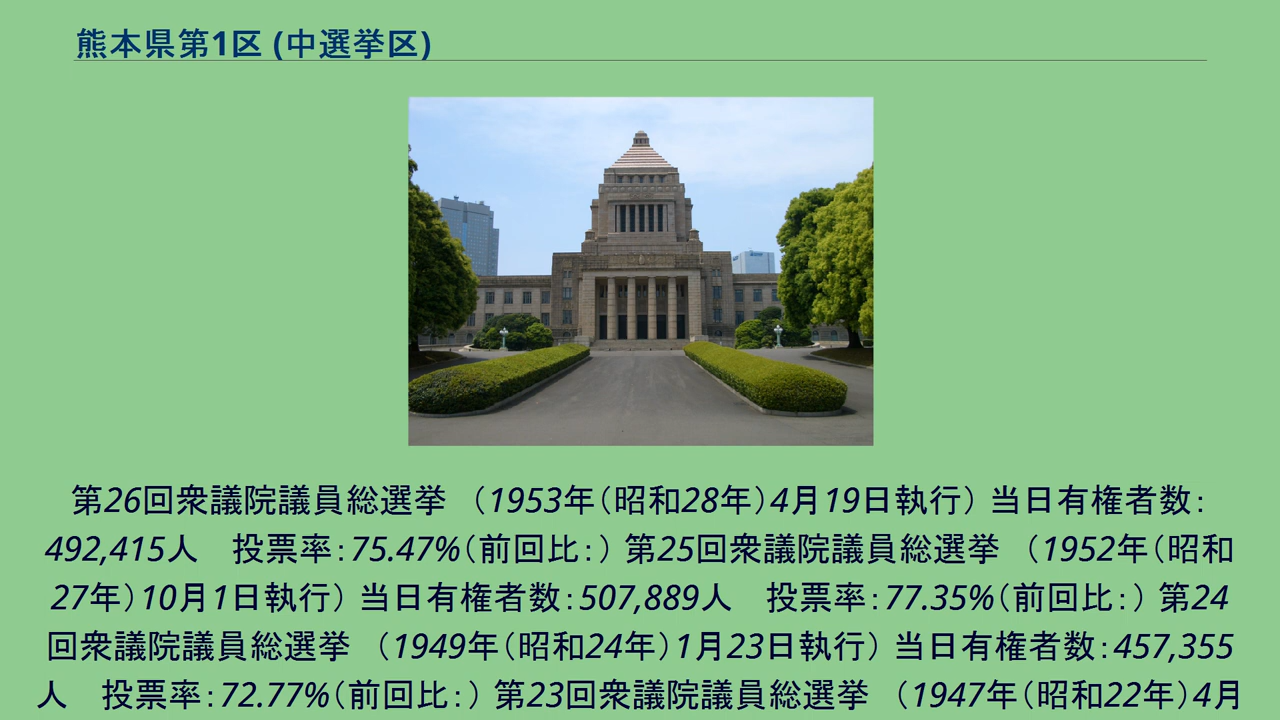 熊本県第1区 (中選挙区)
第26回衆議院議員総選挙　（1953年（昭和28年）4月19日執行） 当日有権者数：
492,415人　投票率：75.47%（前回比：） 第25回衆議院議員総選挙　（1952年（昭和
27年）10月1日執行） 当日有権者数：507,889人　投票率：77.35%（前回比：） 第24
回衆議院議員総選挙　（1949年（昭和24年）1月23日執行） 当日有権者数：457,355
人　投票率：72.77%（前回比：） 第23回衆議院議員総選挙　（1947年（昭和22年）4月